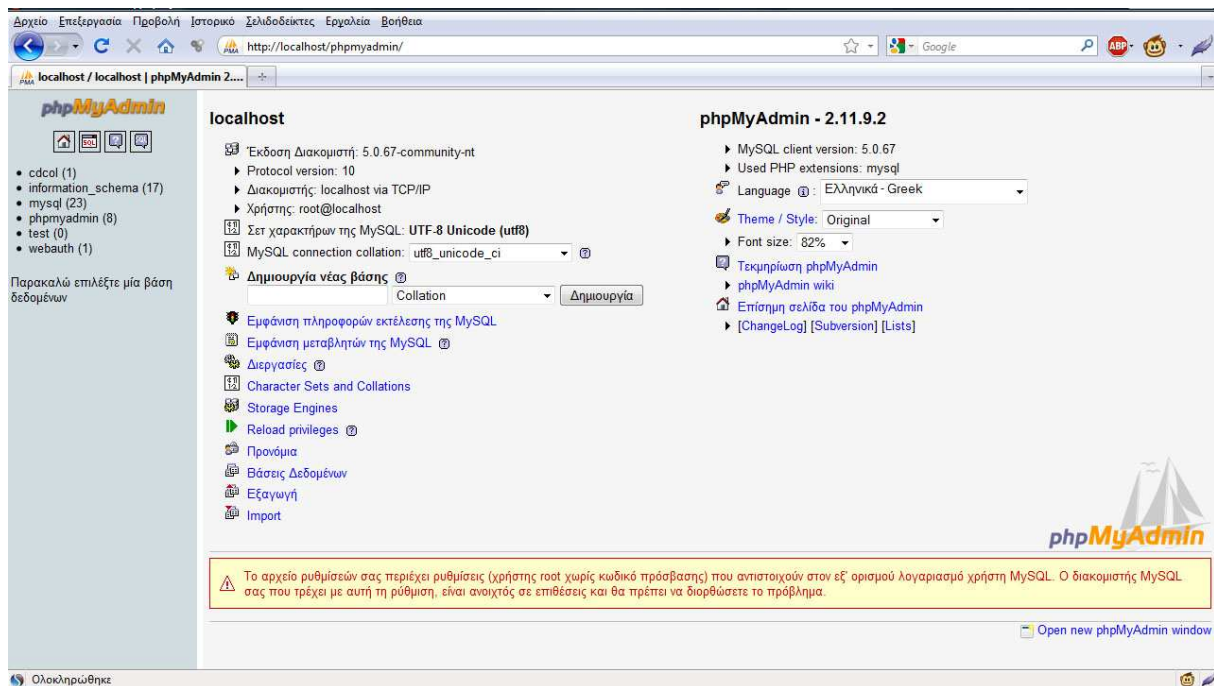 Αρχείο Επεξεργασία Προβολή Ιστορικό Σελιδοδείκτες Εργαλεία Βοήθεια
http://localhost/phpmyadmin/
Google
ABP
localhost / localhost | phpMyAdmin 2....
phpMyAdmin
SQL
cdcol (1)
information_schema (17)
mysql (23)
phpmyadmin (8)
test (0)
webauth (1)
Παρακαλώ επιλέξτε μία βάση
δεδομένων
localhost
Έκδοση Διακομιστή: 5.0.67-community-nt
Protocol version: 10
Διακομιστής: localhost via TCP/IP
Χρήστης: root@localhost
Σετ χαρακτήρων της MySQL: UTF-8 Unicode (utf8)
MySQL connection collation: utf8_unicode_ci
Δημιουργία νέας βάσης
Collation Δημιουργία
Εμφάνιση πληροφορών εκτέλεσης της MySQL
Εμφάνιση μεταβλητών της MySQL
Διεργασίες
Character Sets and Collations
Storage Engines
Reload privileges
Προνόμια
Βάσεις Δεδομένων
Εξαγωγή
Import
phpMyAdmin - 2.11.9.2
MySQL client version: 5.0.67
Used PHP extensions: mysql
Language : Ελληνικά - Greek
Theme / Style: Original
Font size: 82%
Τεκμηρίωση phpMyAdmin
phpMyAdmin wiki
Επίσημη σελίδα του phpMyAdmin
[ChangeLog] [Subversion] [Lists]
phpMyAdmin
Το αρχείο ρυθμίσεών σας περιέχει ρυθμίσεις (χρήστης root χωρίς κωδικό πρόσβασης) που αντιστοιχούν στον εξ' ορισμού λογαριασμό χρήστη MySQL. Ο διακομιστής MySQL
σας που τρέχει με αυτή τη ρύθμιση, είναι ανοιχτός σε επιθέσεις και θα πρέπει να διορθώσετε το πρόβλημα.
Open new phpMyAdmin window
Ολοκληρώθηκε